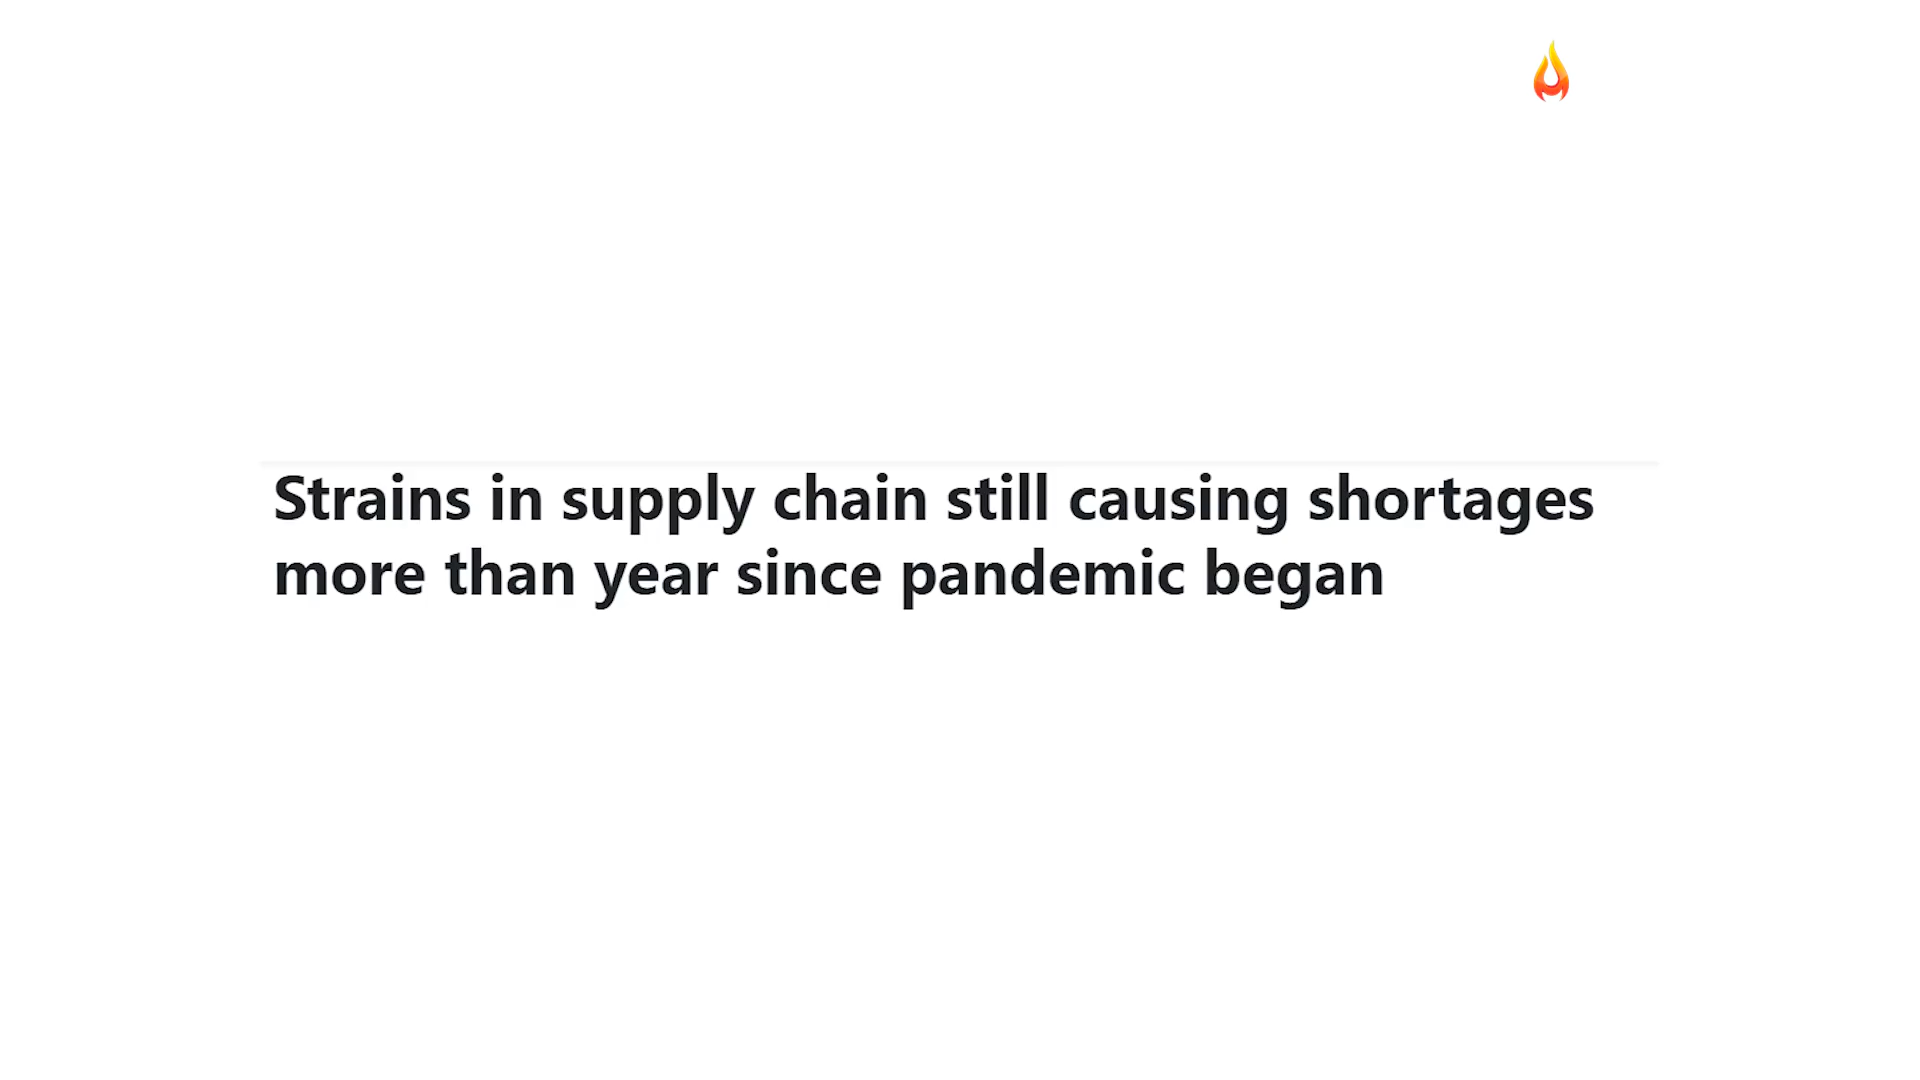 Strains in supply chain still causing shortages
more than year since pandemic began